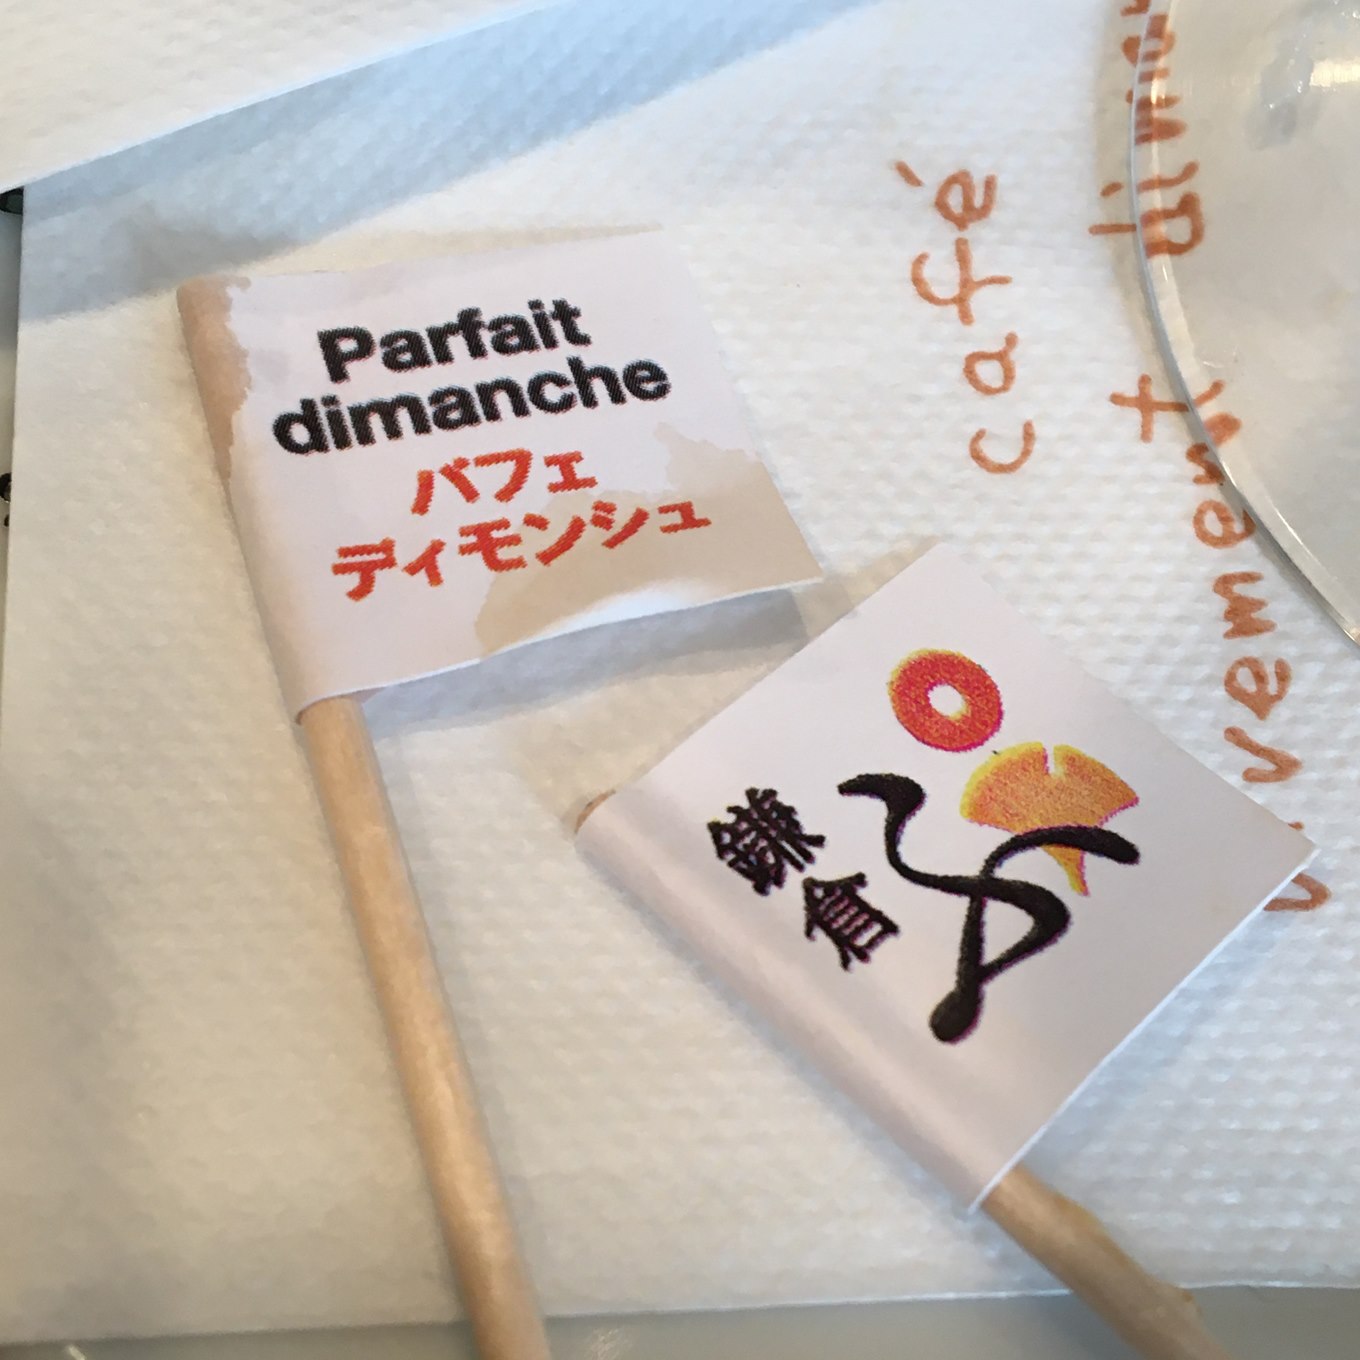 Parfait
dimanche
パフェ
ディモンシュ
鎌倉
café